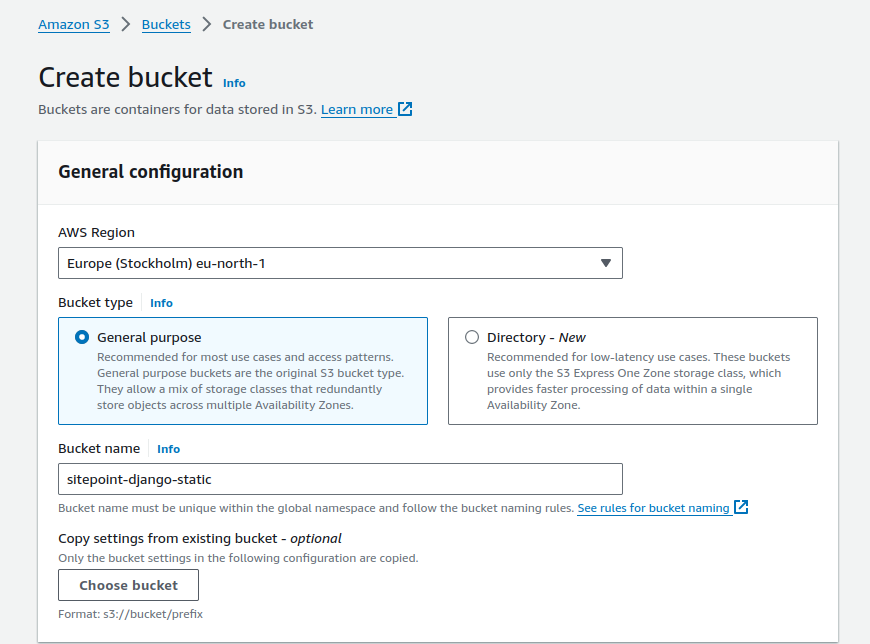 Amazon S3 > Buckets > Create bucket
Create bucket Info
Buckets are containers for data stored in S3. Learn more
General configuration
AWS Region
Europe (Stockholm) eu-north-1
Bucket type Info
General purpose
Recommended for most use cases and access patterns.
General purpose buckets are the original S3 bucket type.
They allow a mix of storage classes that redundantly
store objects across multiple Availability Zones.
Directory - New
Recommended for low-latency use cases. These buckets
use only the S3 Express One Zone storage class, which
provides faster processing of data within a single
Availability Zone.
Bucket name Info
sitepoint-django-static
Bucket name must be unique within the global namespace and follow the bucket naming rules. See rules for bucket naming
Copy settings from existing bucket - optional
Only the bucket settings in the following configuration are copied.
Choose bucket
Format: s3://bucket/prefix